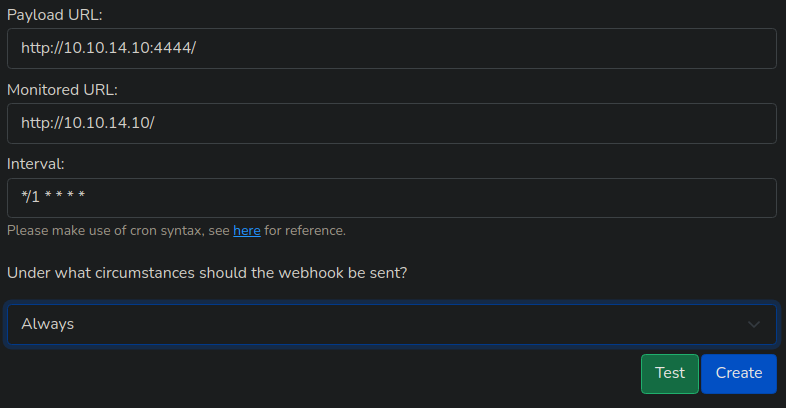 Payload URL:
http://10.10.14.10:4444/
Monitored URL:
http://10.10.14.10/
Interval:
*/1 * * * *
Please make use of cron syntax, see here for reference.
Under what circumstances should the webhook be sent?
Always
Test Create